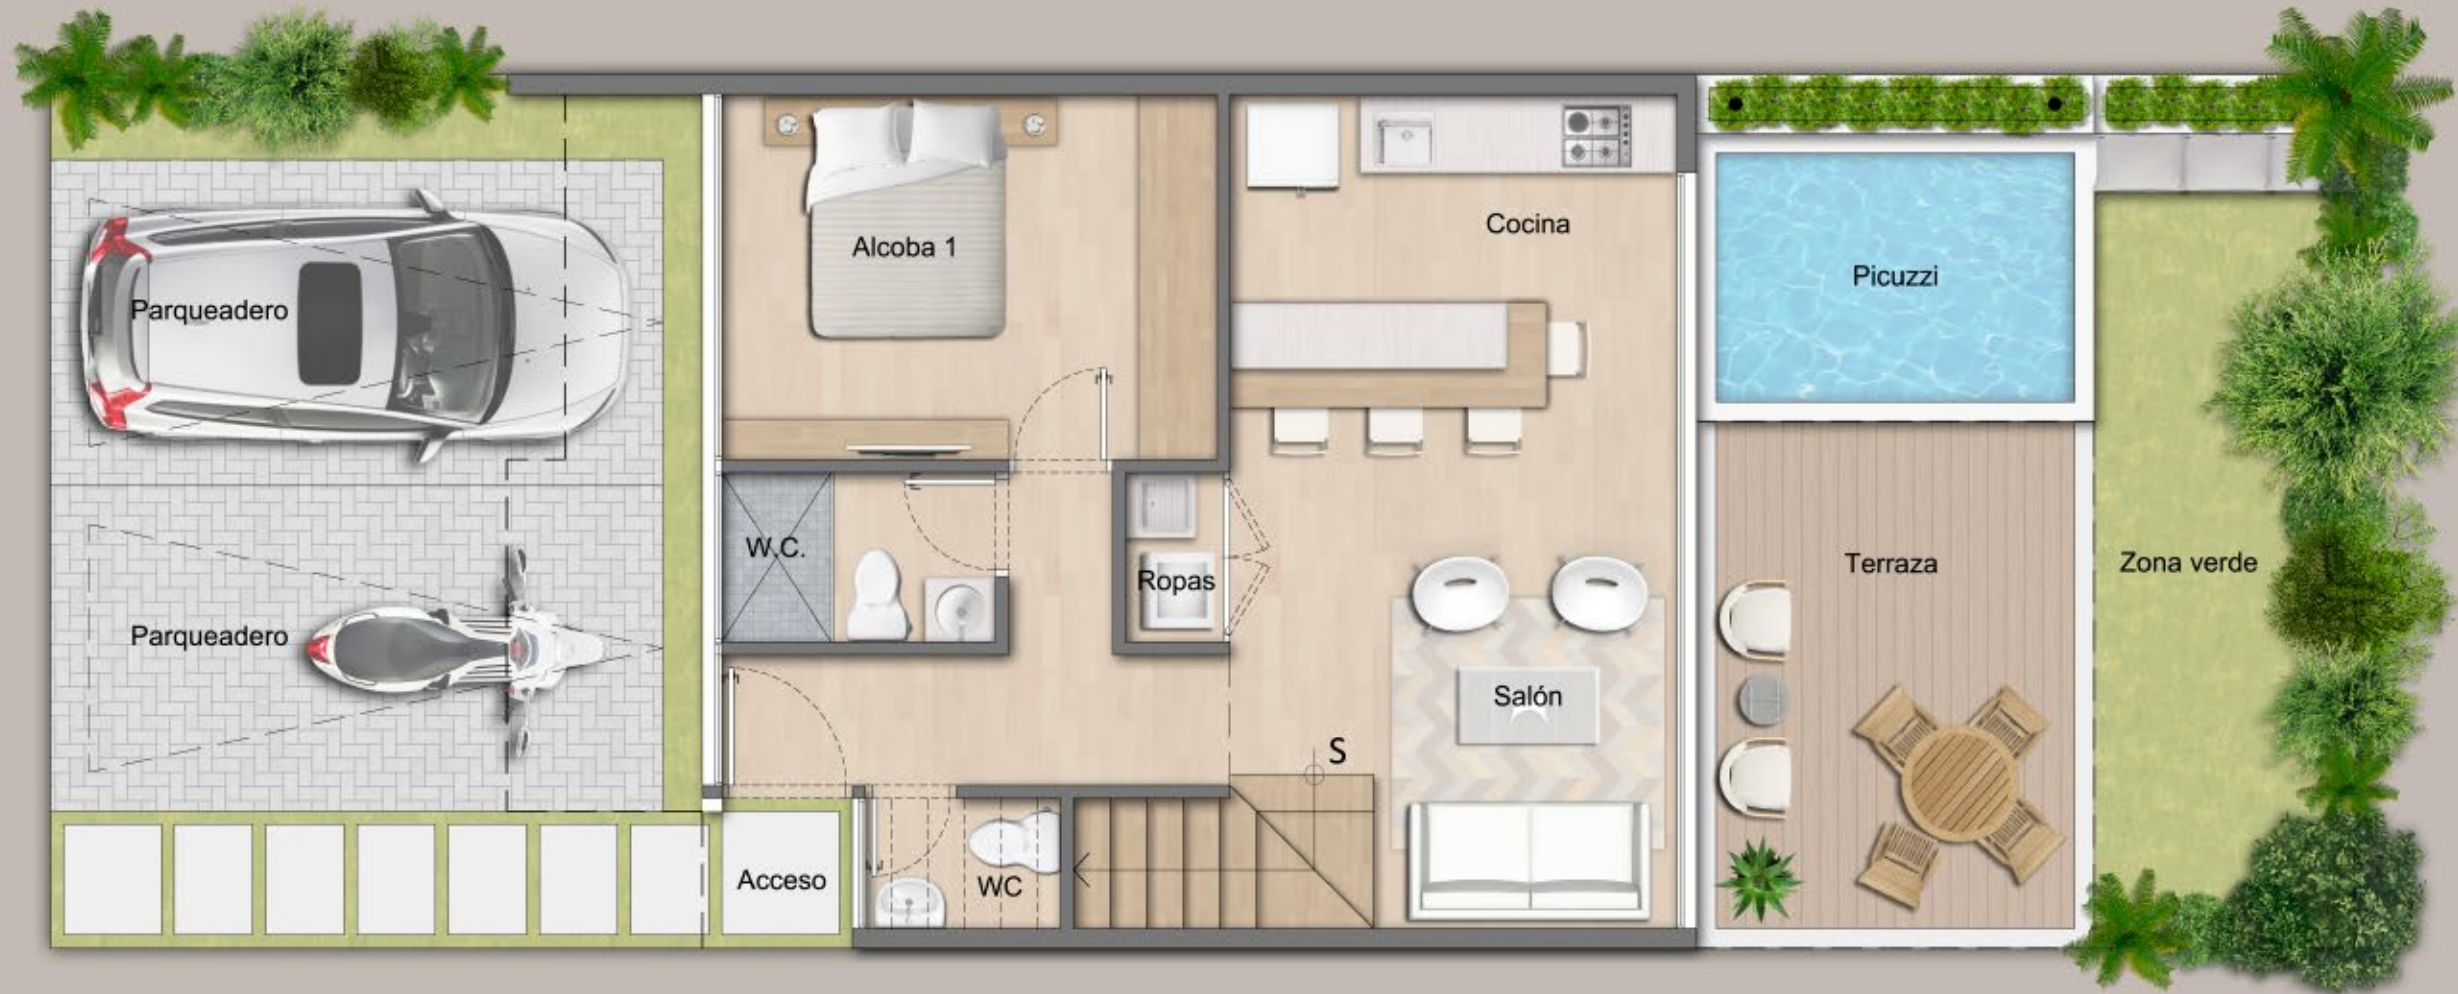 Parqueadero
Parqueadero
Alcoba 1
W.C.
Ropas
Acceso
WC
Cocina
Salón
S
Picuzzi
Terraza
Zona verde